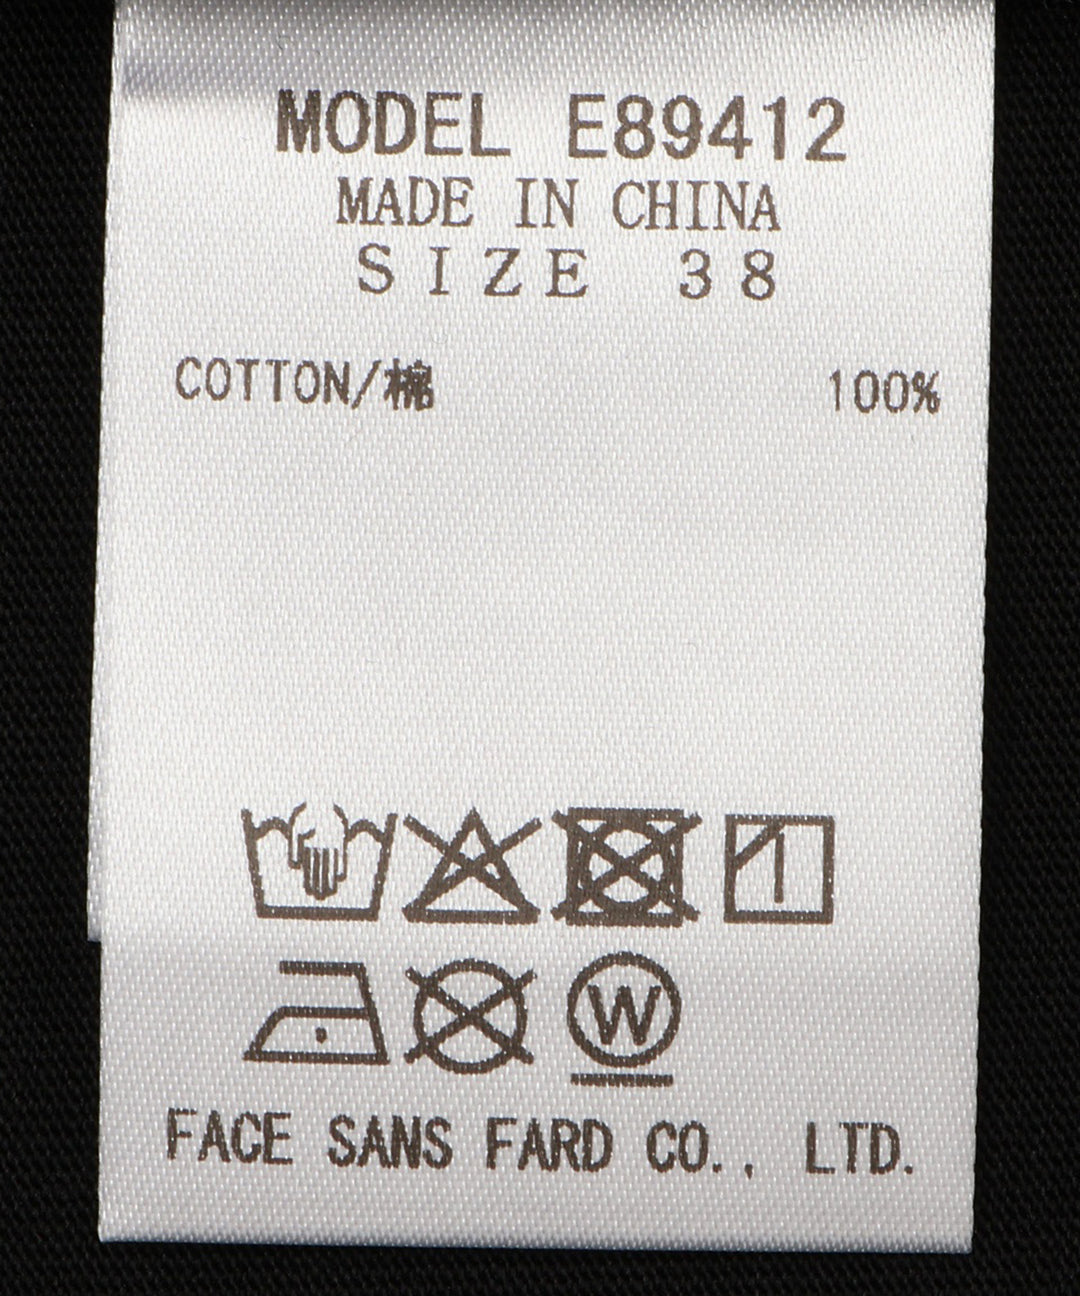 MODEL E89412
MADE IN CHINA
SIZE 38
COTTON/棉 100%
W
FACE SANS FARD CO., LTD.